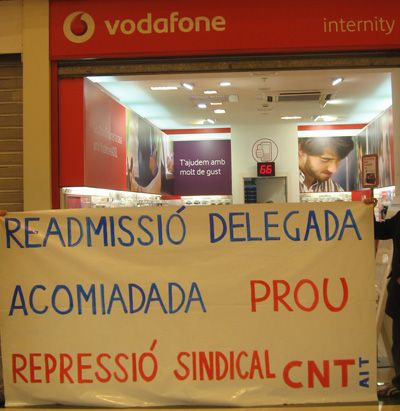 vodafone
internity
T'ajudem amb
molt de gust
66
READMISSIÓ DELEGADA
ACOMIADADA PROU
REPRESSIÓ SINDICAL CNT AIT